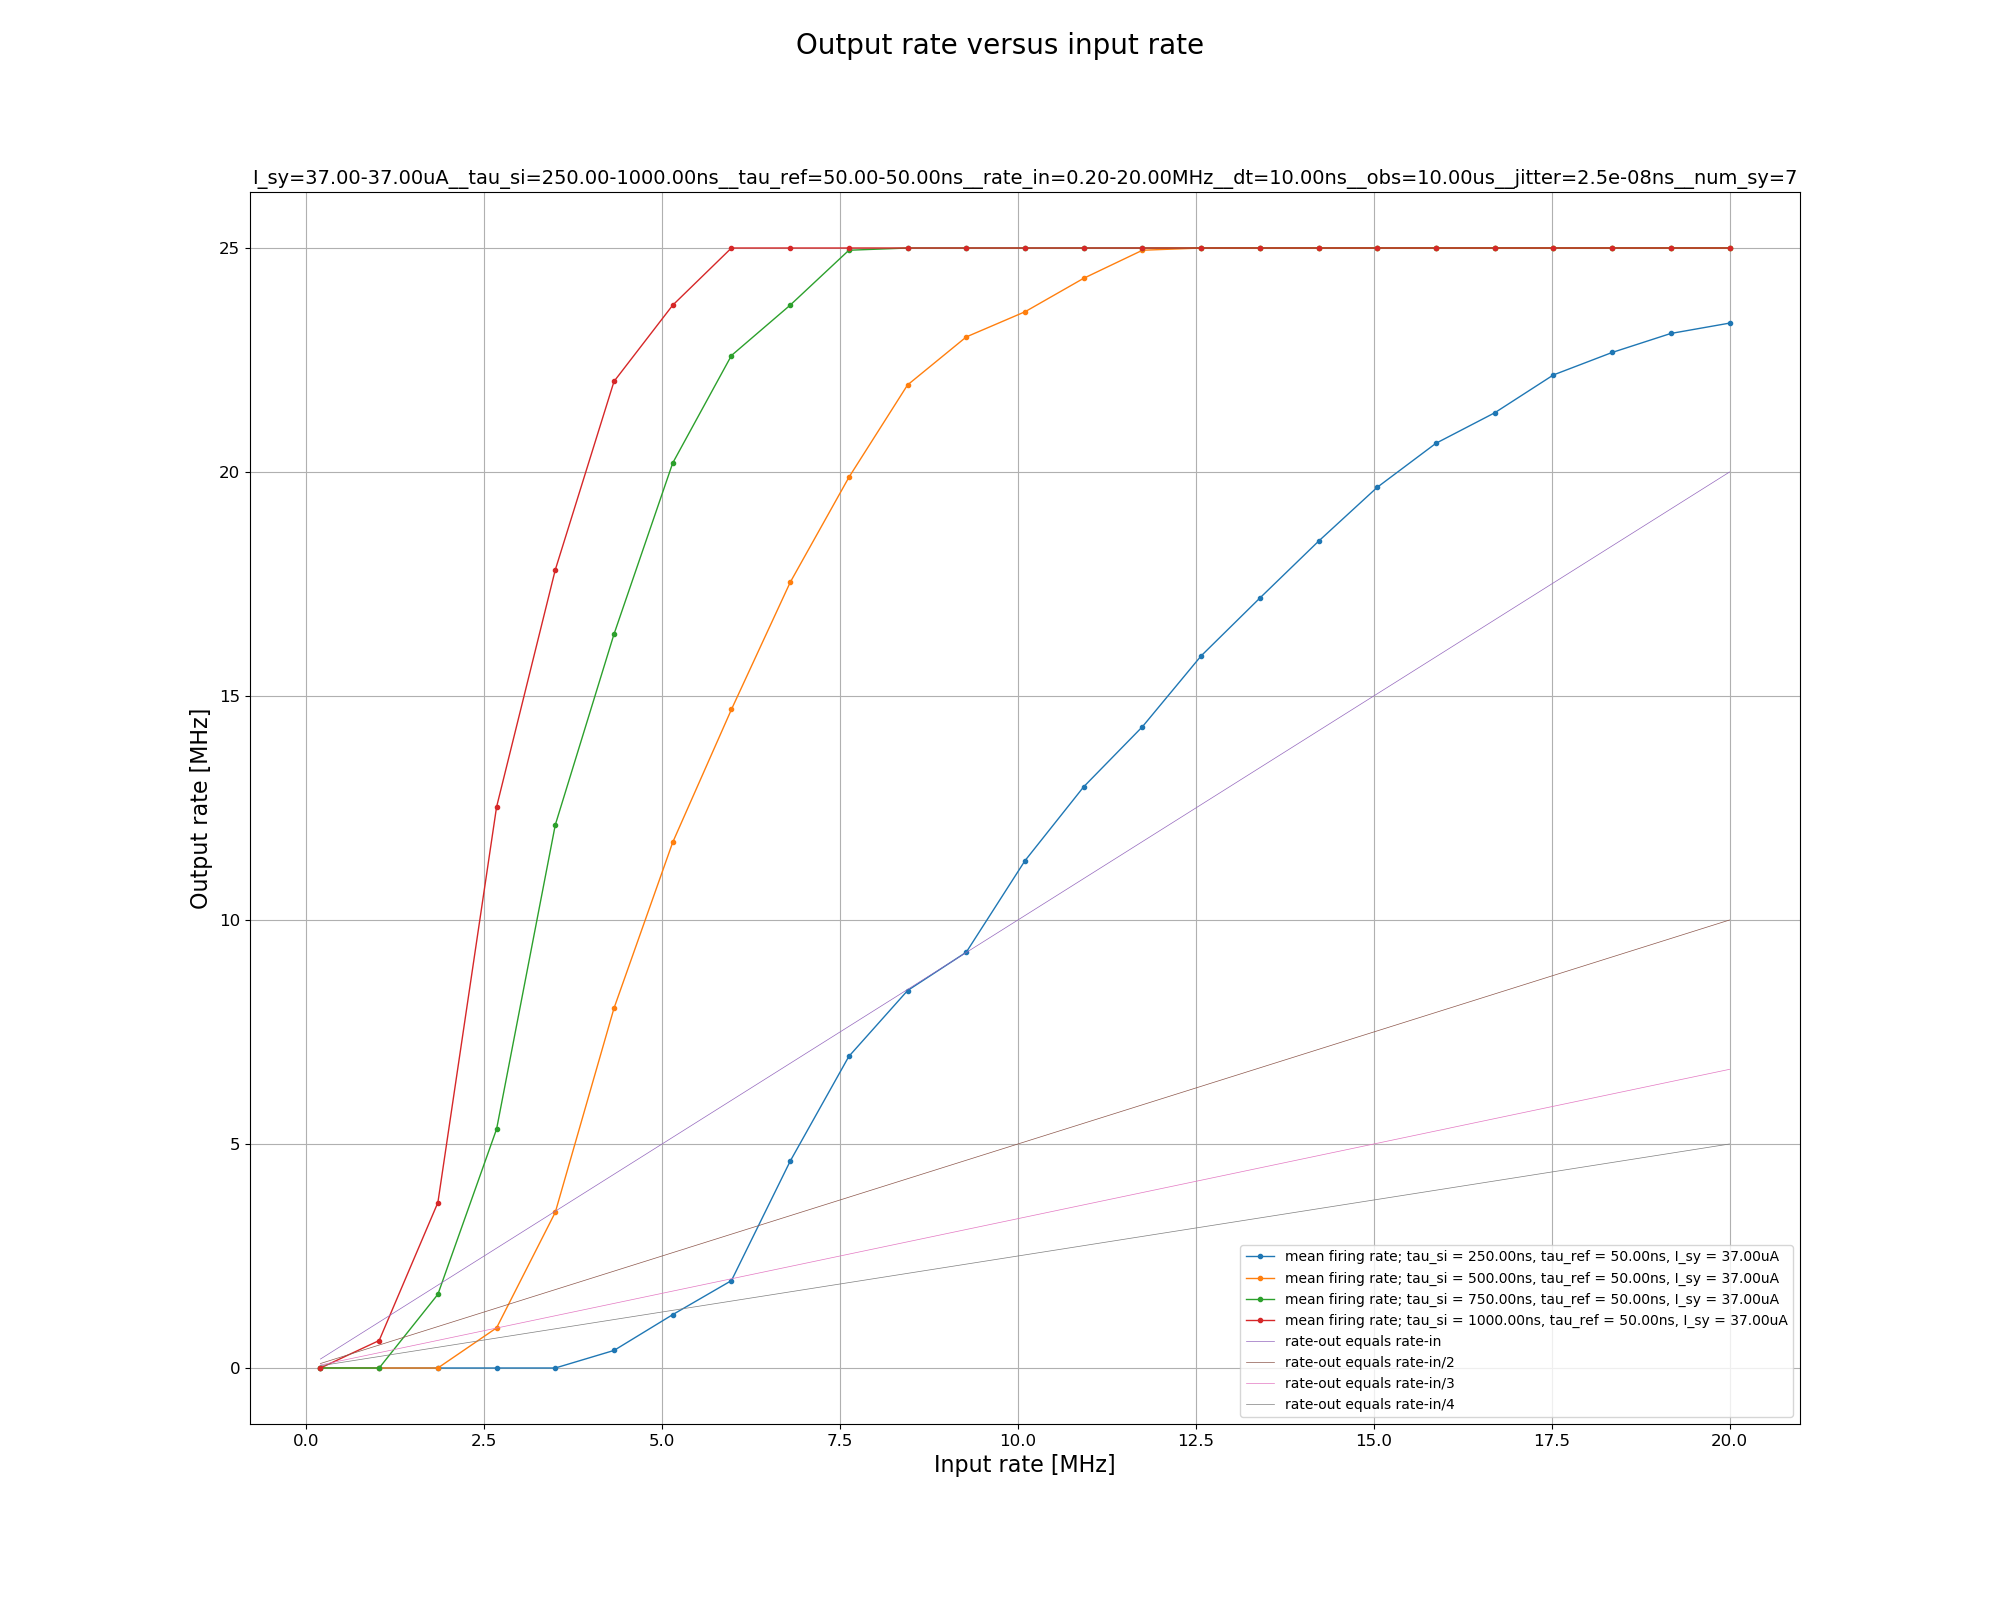 Output rate versus input rate
I_sy=37.00-37.00uA__tau_si=250.00-1000.00ns__tau_ref=50.00-50.00ns__rate_in=0.20-20.00MHz__dt=10.00ns__obs=10.00us__jitter=2.5e-08ns__num_sy=7
25
20
15
10
5
0
Output rate [MHz]
mean firing rate; tau_si = 250.00ns, tau_ref = 50.00ns, I_sy = 37.00uA
mean firing rate; tau_si = 500.00ns, tau_ref = 50.00ns, I_sy = 37.00uA
mean firing rate; tau_si = 750.00ns, tau_ref = 50.00ns, I_sy = 37.00uA
mean firing rate; tau_si = 1000.00ns, tau_ref = 50.00ns, I_sy = 37.00uA
rate-out equals rate-in
rate-out equals rate-in/2
rate-out equals rate-in/3
rate-out equals rate-in/4
0.0 2.5 5.0 7.5 10.0 12.5 15.0 17.5 20.0
Input rate [MHz]